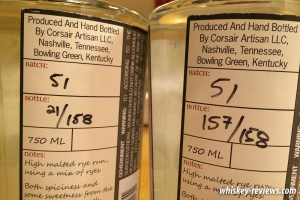 Produced And Hand Bottled
By Corsair Artisan LLC,
Nashville, Tennessee,
Bowling Green, Kentucky
BATCH:
51
BOTTLE:
21/158
750 ML
notes:
High malted rye run,
using a mix of ryes.
Both spiciness and
some sweetness from the
GOVERNMENT
Produced And Hand Bottled
By Corsair Artisan LLC,
Nashville, Tennessee,
Bowling Green, Kentucky
BATCH:
51
BOTTLE:
157/158
750 ML
notes:
High malted rye run,
using a mix of ryes.
Both spiciness and
GOVERNMENT
WARNING
whiskey-reviews.com